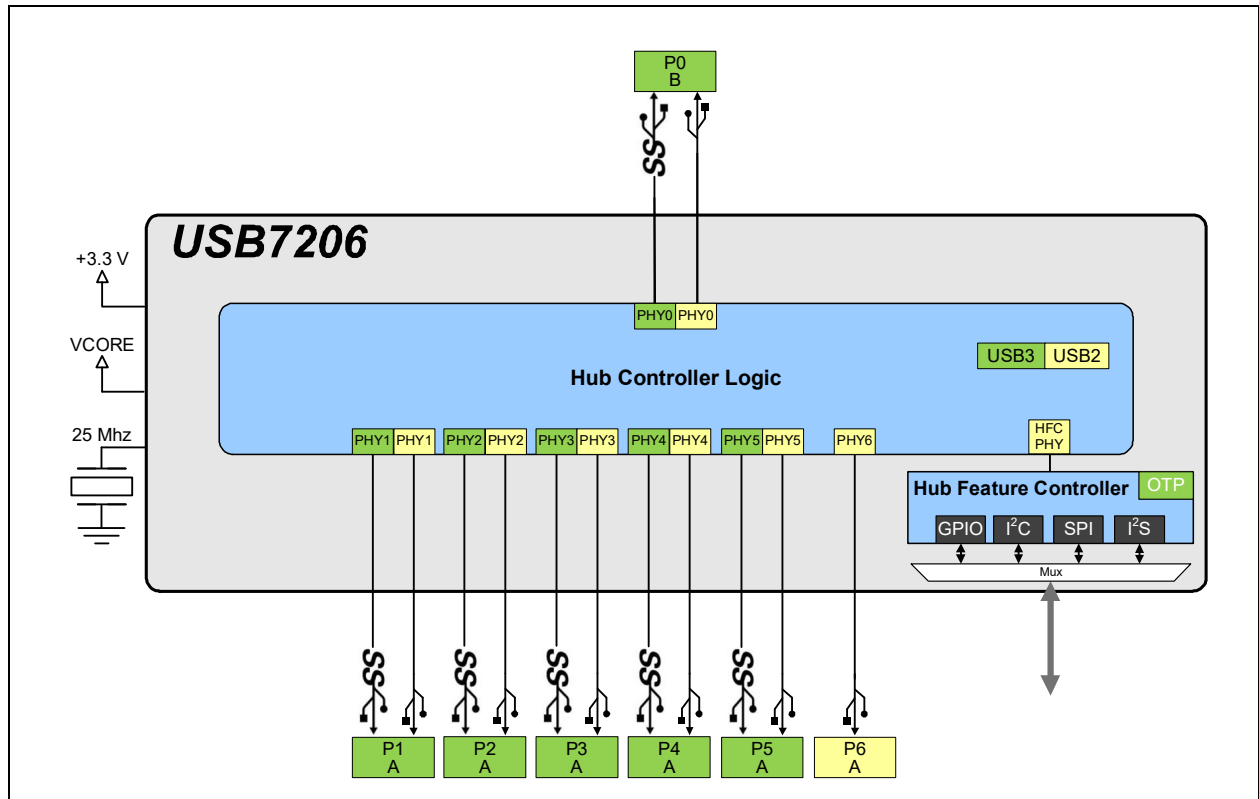 P0
B
SS
USB7206
+3.3 V
VCORE
25 Mhz
PHY0 PHY0
USB3 USB2
Hub Controller Logic
PHY1 PHY1 PHY2 PHY2 PHY3 PHY3 PHY4 PHY4 PHY5 PHY5 PHY6
HFC
PHY
Hub Feature Controller OTP
GPIO I²C SPI I²S
Mux
SS SS SS SS SS
P1
A
P2
A
P3
A
P4
A
P5
A
P6
A